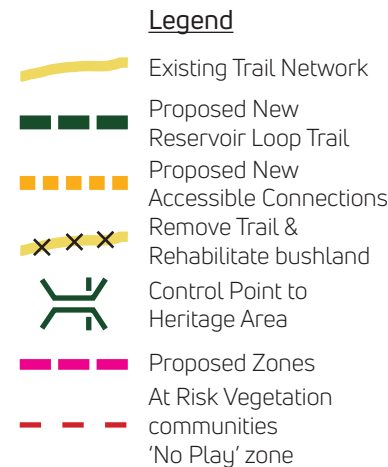 Legend
Existing Trail Network
Proposed New
Reservoir Loop Trail
Proposed New
Accessible Connections
Remove Trail &
Rehabilitate bushland
Control Point to
Heritage Area
Proposed Zones
At Risk Vegetation
communities
'No Play' zone